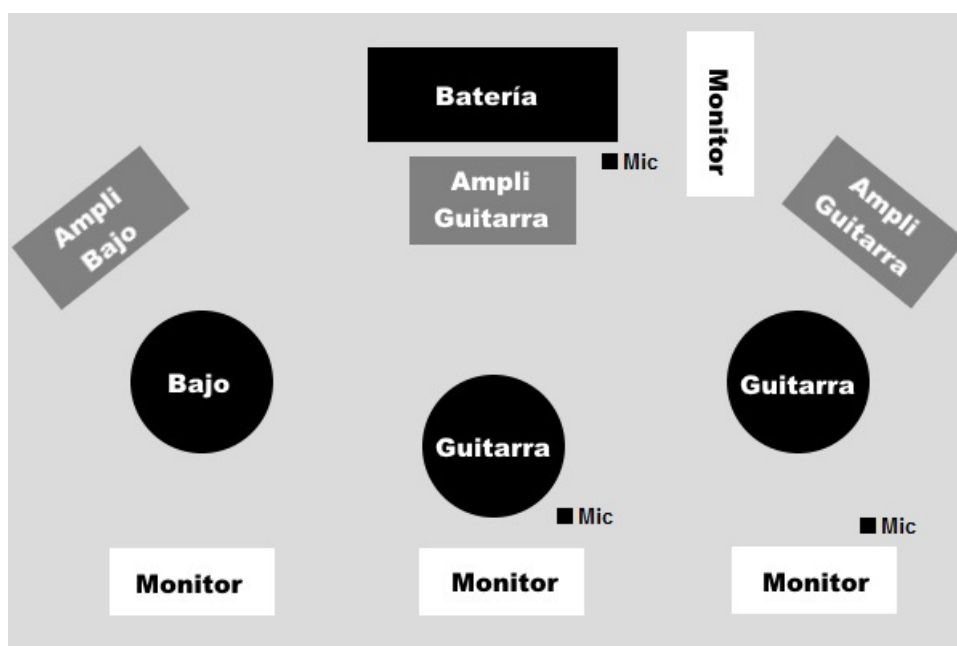 Batería
Monitor
Mic
Ampli
Guitarra
Ampli
Bajo
Ampli
Guitarra
Bajo
Guitarra
Guitarra
Mic
Mic
Monitor
Monitor
Monitor